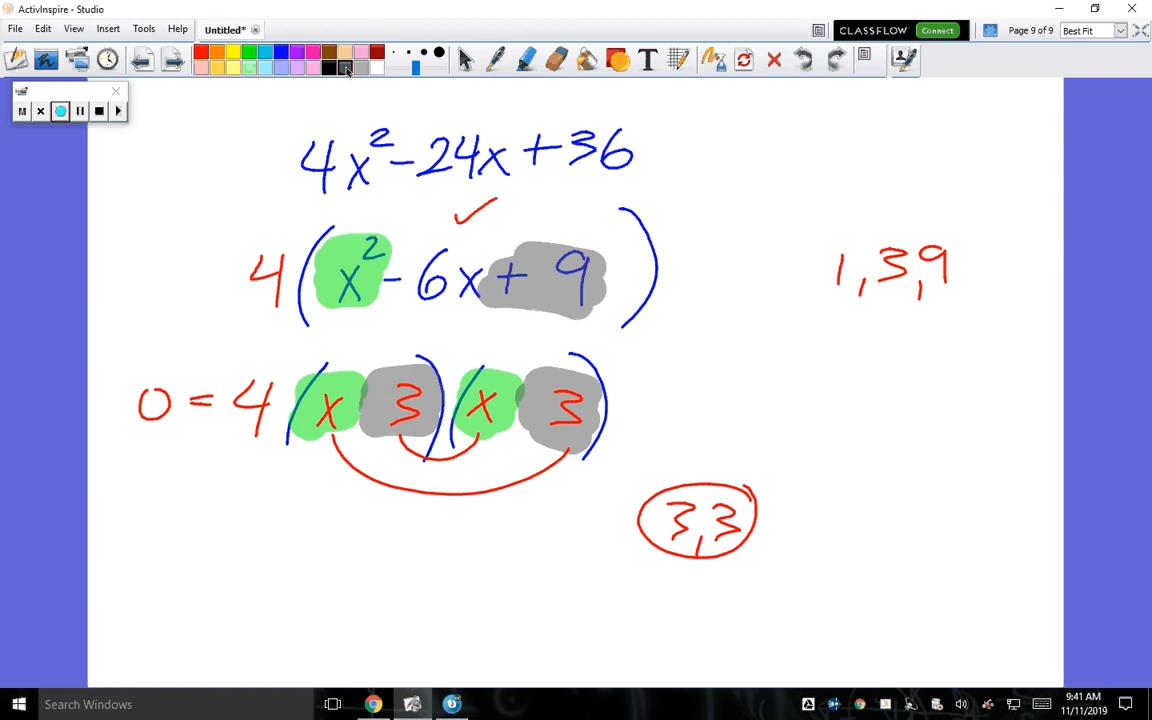 ActivInspire - Studio
File Edit View Insert Tools Help Untitled* CLASSFLOW Connect Page 9 of 9 Best Fit
M
4x² - 24x + 36
4(x² - 6x + 9)
1, 3, 9
0 = 4(x 3)(x 3)
3, 3
Search Windows
9:41 AM
11/11/2019